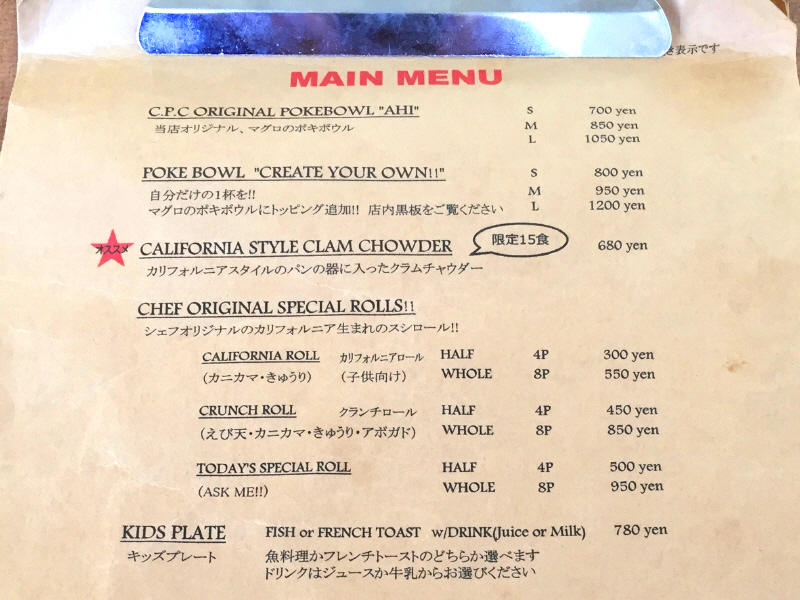 き表示です
MAIN MENU
C.P.C ORIGINAL POKEBOWL "AHI" S 700 yen
当店オリジナル、マグロのポキボウル M 850 yen
L 1050 yen
POKE BOWL "CREATE YOUR OWN!!" S 800 yen
自分だけの1杯を!! M 950 yen
マグロのポキボウルにトッピング追加!! 店内黒板をご覧ください L 1200 yen
オススメ CALIFORNIA STYLE CLAM CHOWDER 限定15食 680 yen
カリフォルニアスタイルのパンの器に入ったクラムチャウダー
CHEF ORIGINAL SPECIAL ROLLS!!
シェフオリジナルのカリフォルニア生まれのスシロール!!
CALIFORNIA ROLL カリフォルニアロール HALF 4P 300 yen
(カニカマ・きゅうり) (子供向け) WHOLE 8P 550 yen
CRUNCH ROLL クランチロール HALF 4P 450 yen
(えび天・カニカマ・きゅうり・アボガド) WHOLE 8P 850 yen
TODAY'S SPECIAL ROLL HALF 4P 500 yen
(ASK ME!!) WHOLE 8P 950 yen
KIDS PLATE FISH or FRENCH TOAST w/DRINK(Juice or Milk) 780 yen
キッズプレート 魚料理かフレンチトーストのどちらか選べます
ドリンクはジュースか牛乳からお選びください